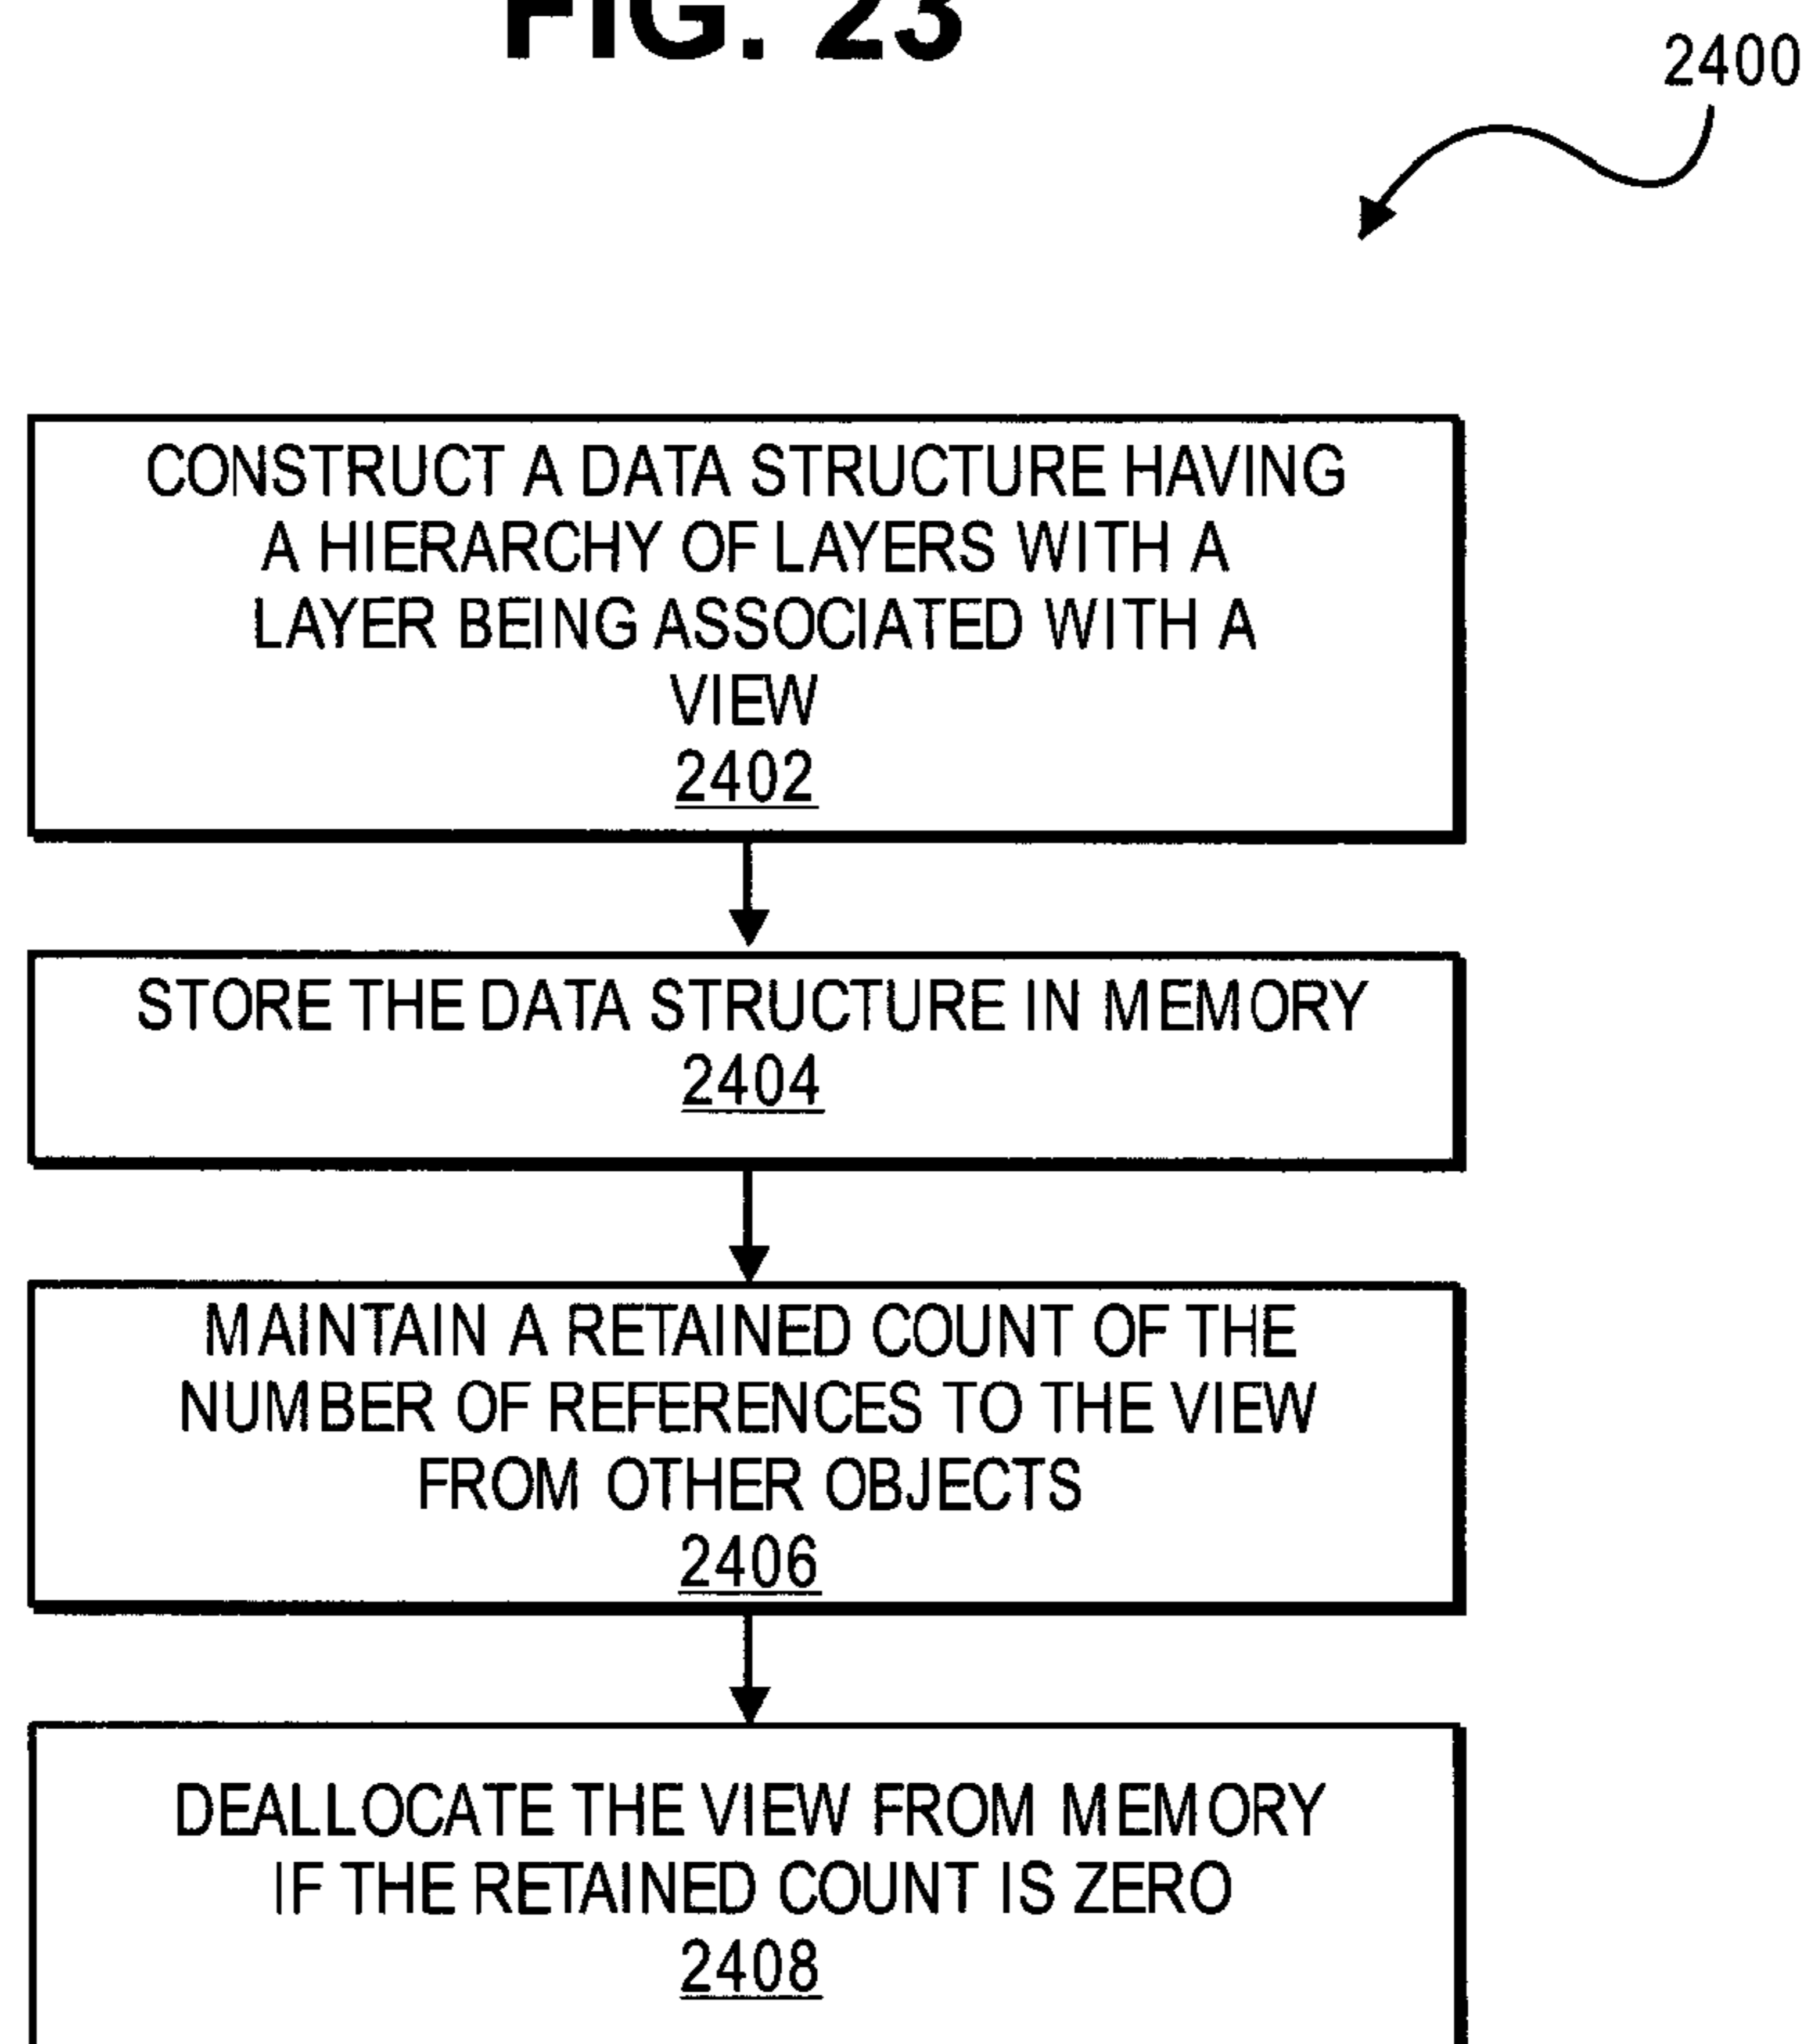 FIG. 23
2400
CONSTRUCT A DATA STRUCTURE HAVING
A HIERARCHY OF LAYERS WITH A
LAYER BEING ASSOCIATED WITH A
VIEW
2402
STORE THE DATA STRUCTURE IN MEMORY
2404
MAINTAIN A RETAINED COUNT OF THE
NUMBER OF REFERENCES TO THE VIEW
FROM OTHER OBJECTS
2406
DEALLOCATE THE VIEW FROM MEMORY
IF THE RETAINED COUNT IS ZERO
2408